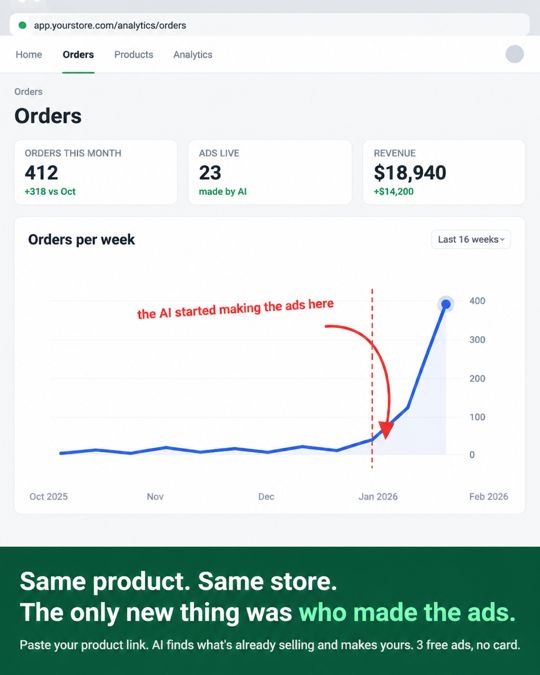 app.yourstore.com/analytics/orders
Home Orders Products Analytics
Orders
Orders
ORDERS THIS MONTH
412
+318 vs Oct
ADS LIVE
23
made by AI
REVENUE
$18,940
+$14,200
Orders per week
Last 16 weeks
the AI started making the ads here
400
300
200
100
0
Oct 2025 Nov Dec Jan 2026 Feb 2026
Same product. Same store.
The only new thing was who made the ads.
Paste your product link. AI finds what's already selling and makes yours. 3 free ads, no card.